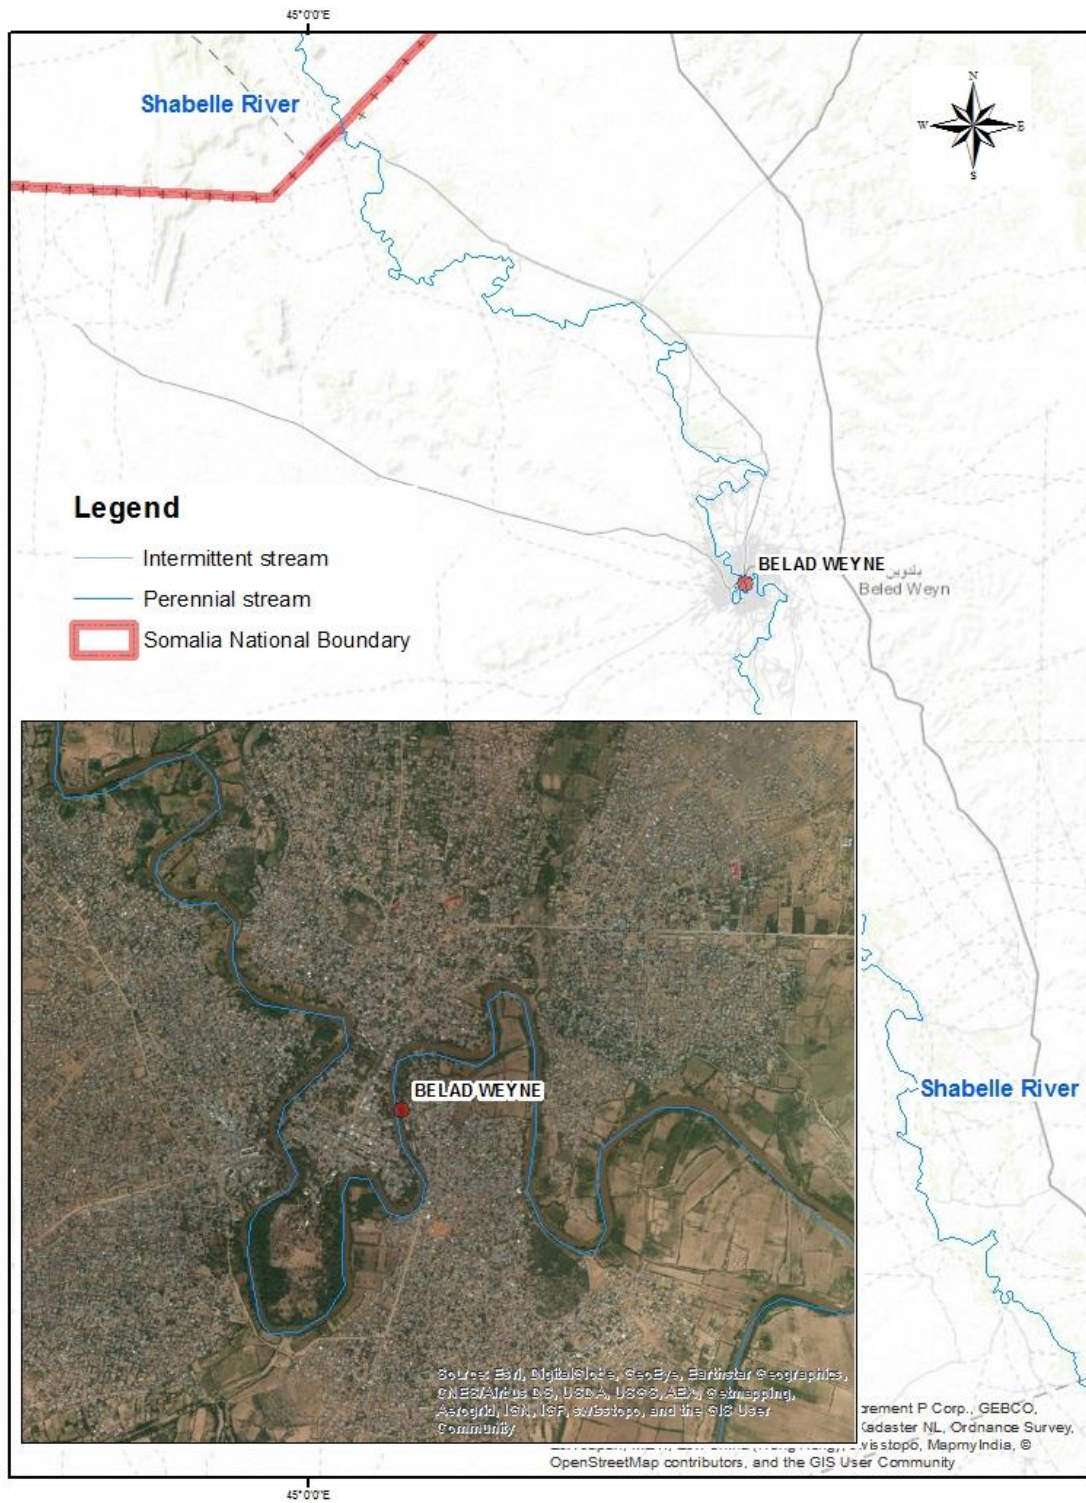 45°0'0"E
Shabelle River
N
W
E
S
Legend
Intermittent stream
Perennial stream
Somalia National Boundary
BELAD WEYNE
بلدوين
Beled Weyn
BELAD WEYNE
Shabelle River
Source: Esri, DigitalGlobe, GeoEye, Earthstar Geographics,
CNES/Airbus DS, USDA, USGS, AEX, Getmapping,
Aerogrid, IGN, IGP, swisstopo, and the GIS User
Community
P Corp., GEBCO,
Kadaster NL, Ordnance Survey,
swisstopo, MapmyIndia, ©
OpenStreetMap contributors, and the GIS User Community
45°0'0"E